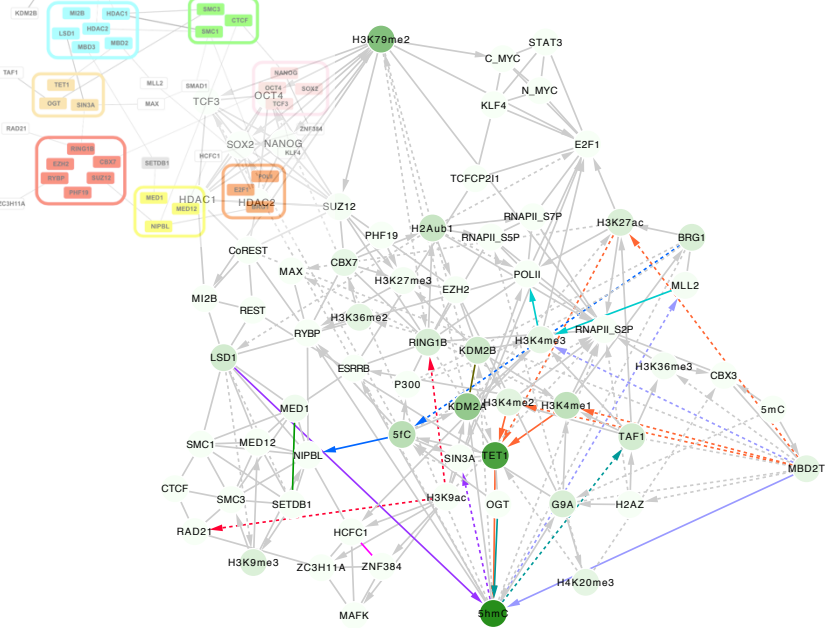 KDM2B
MI2B
HDAC1
LSD1
HDAC2
MBD3
MBD2
SMC3
CTCF
SMC1
TAF1
TET1
OGT
SIN3A
MLL2
MAX
SMAD1
TCF3
NANOG
OCT4
SOX2
TCF3
OCT4
ZNF384
RAD21
RING1B
EZH2
CBX7
RYBP
SUZ12
PHF19
ZC3H11A
SETDB1
HCFC1
SOX2
NANOG
KLF4
MED1
MED12
NIPBL
HDAC1
E2F1
HDAC2
H3K79me2
STAT3
C_MYC
N_MYC
KLF4
E2F1
TCFCP2I1
SUZ12
RNAPII_S7P
H3K27ac
PHF19
H2Aub1
RNAPII_S5P
BRG1
CoREST
CBX7
MAX
H3K27me3
EZH2
POLII
MLL2
MI2B
REST
H3K36me2
RYBP
RING1B
KDM2B
H3K4me3
RNAPII_S2P
LSD1
ESRRB
P300
H3K36me3
CBX3
MED1
KDM2A
H3K4me2
H3K4me1
5mC
SMC1
MED12
NIPBL
5fC
SIN3A
TET1
TAF1
MBD2T
CTCF
SMC3
SETDB1
H3K9ac
OGT
G9A
H2AZ
RAD21
HCFC1
H3K9me3
ZC3H11A
ZNF384
H4K20me3
MAFK
5hmC